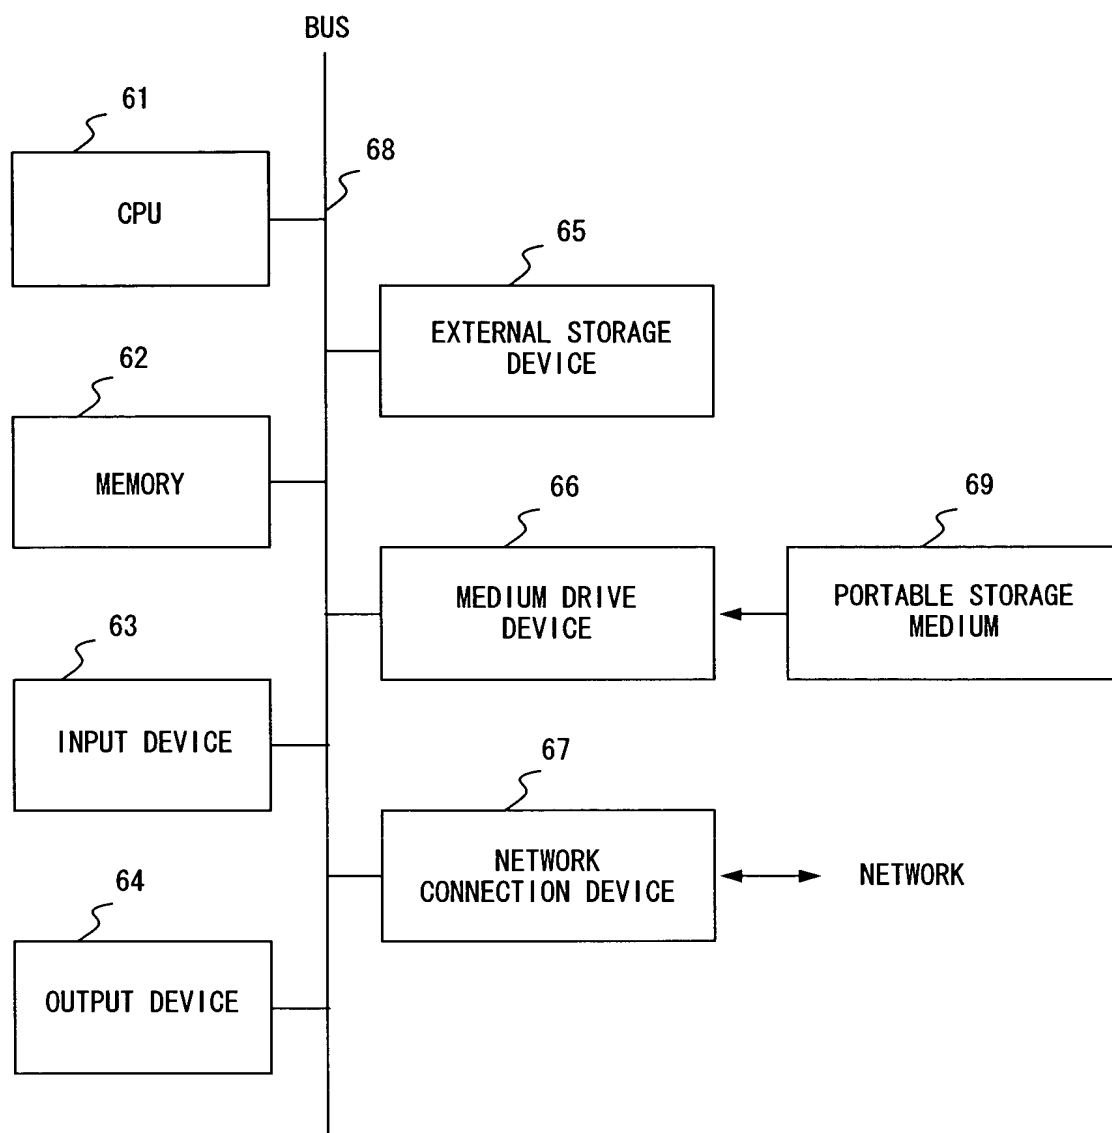 BUS
61
CPU
68
65
EXTERNAL STORAGE
DEVICE
62
MEMORY
66
MEDIUM DRIVE
DEVICE
69
PORTABLE STORAGE
MEDIUM
63
INPUT DEVICE
67
NETWORK
CONNECTION DEVICE
NETWORK
64
OUTPUT DEVICE